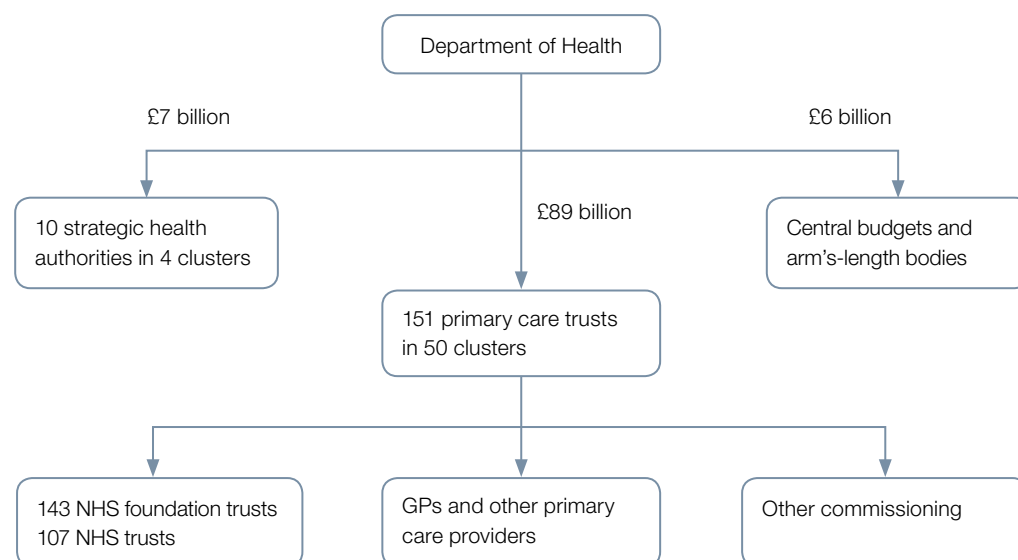 Department of Health
£7 billion
£6 billion
10 strategic health
authorities in 4 clusters
£89 billion
Central budgets and
arm's-length bodies
151 primary care trusts
in 50 clusters
143 NHS foundation trusts
107 NHS trusts
GPs and other primary
care providers
Other commissioning